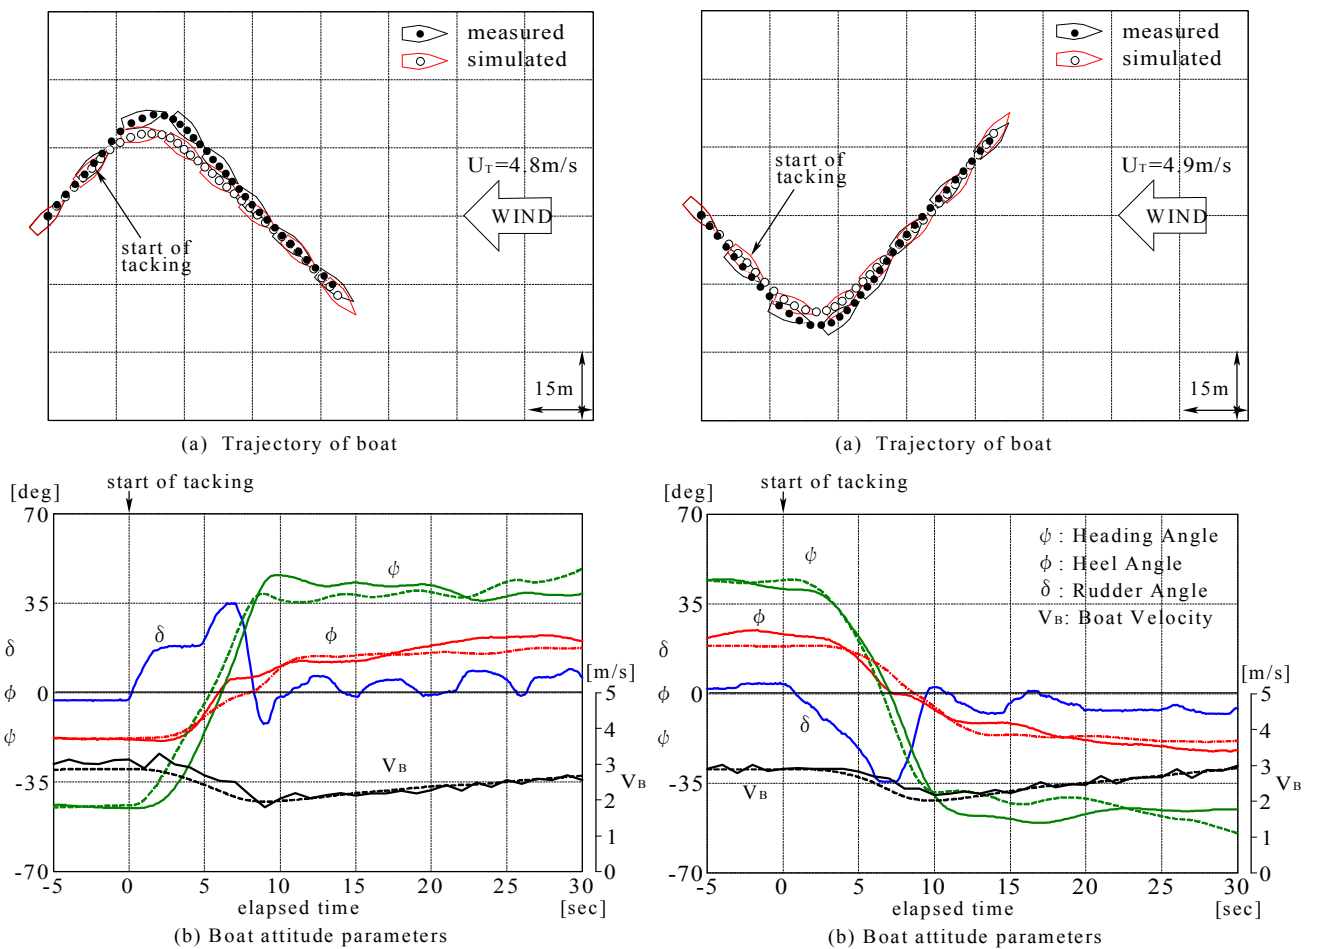 measured
simulated
U_T=4.8m/s
WIND
start of
tacking
15m
(a) Trajectory of boat
measured
simulated
start of
tacking
U_T=4.9m/s
WIND
15m
(a) Trajectory of boat
start of tacking
[deg]
70
35
0
-35
-70
δ
ϕ
ψ
ψ
δ
ϕ
V_B
[m/s]
5
4
3
2
1
0
V_B
-5 0 5 10 15 20 25 30
elapsed time [sec]
(b) Boat attitude parameters
start of tacking
[deg]
70
35
0
-35
-70
δ
ϕ
ψ
ψ
ϕ
δ
V_B
ψ : Heading Angle
ϕ : Heel Angle
δ : Rudder Angle
V_B: Boat Velocity
[m/s]
5
4
3
2
1
0
V_B
-5 0 5 10 15 20 25 30
elapsed time [sec]
(b) Boat attitude parameters